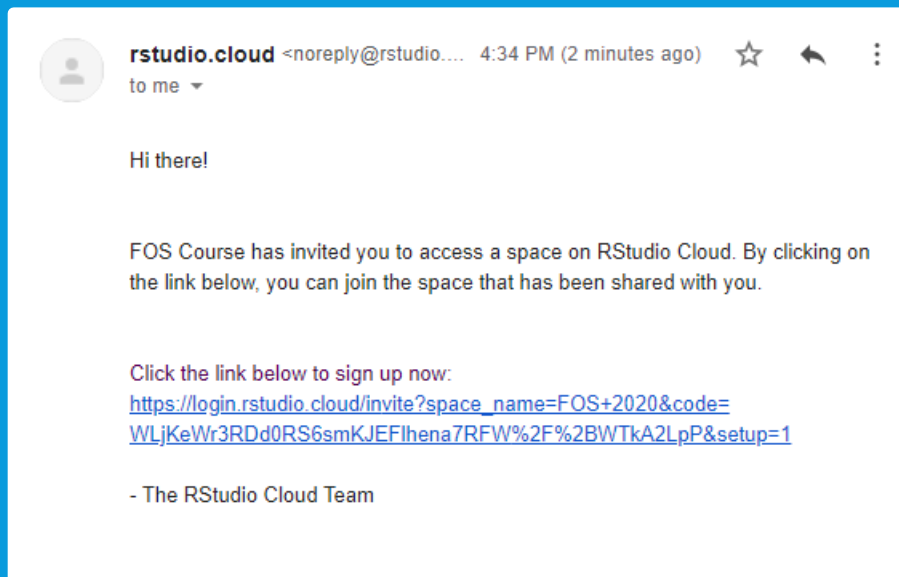 rstudio.cloud <noreply@rstudio.... 4:34 PM (2 minutes ago)
to me
Hi there!
FOS Course has invited you to access a space on RStudio Cloud. By clicking on
the link below, you can join the space that has been shared with you.
Click the link below to sign up now:
https://login.rstudio.cloud/invite?space_name=FOS+2020&code=
WLjKeWr3RDd0RS6smKJEFlhena7RFW%2F%2BWTkA2LpP&setup=1
- The RStudio Cloud Team